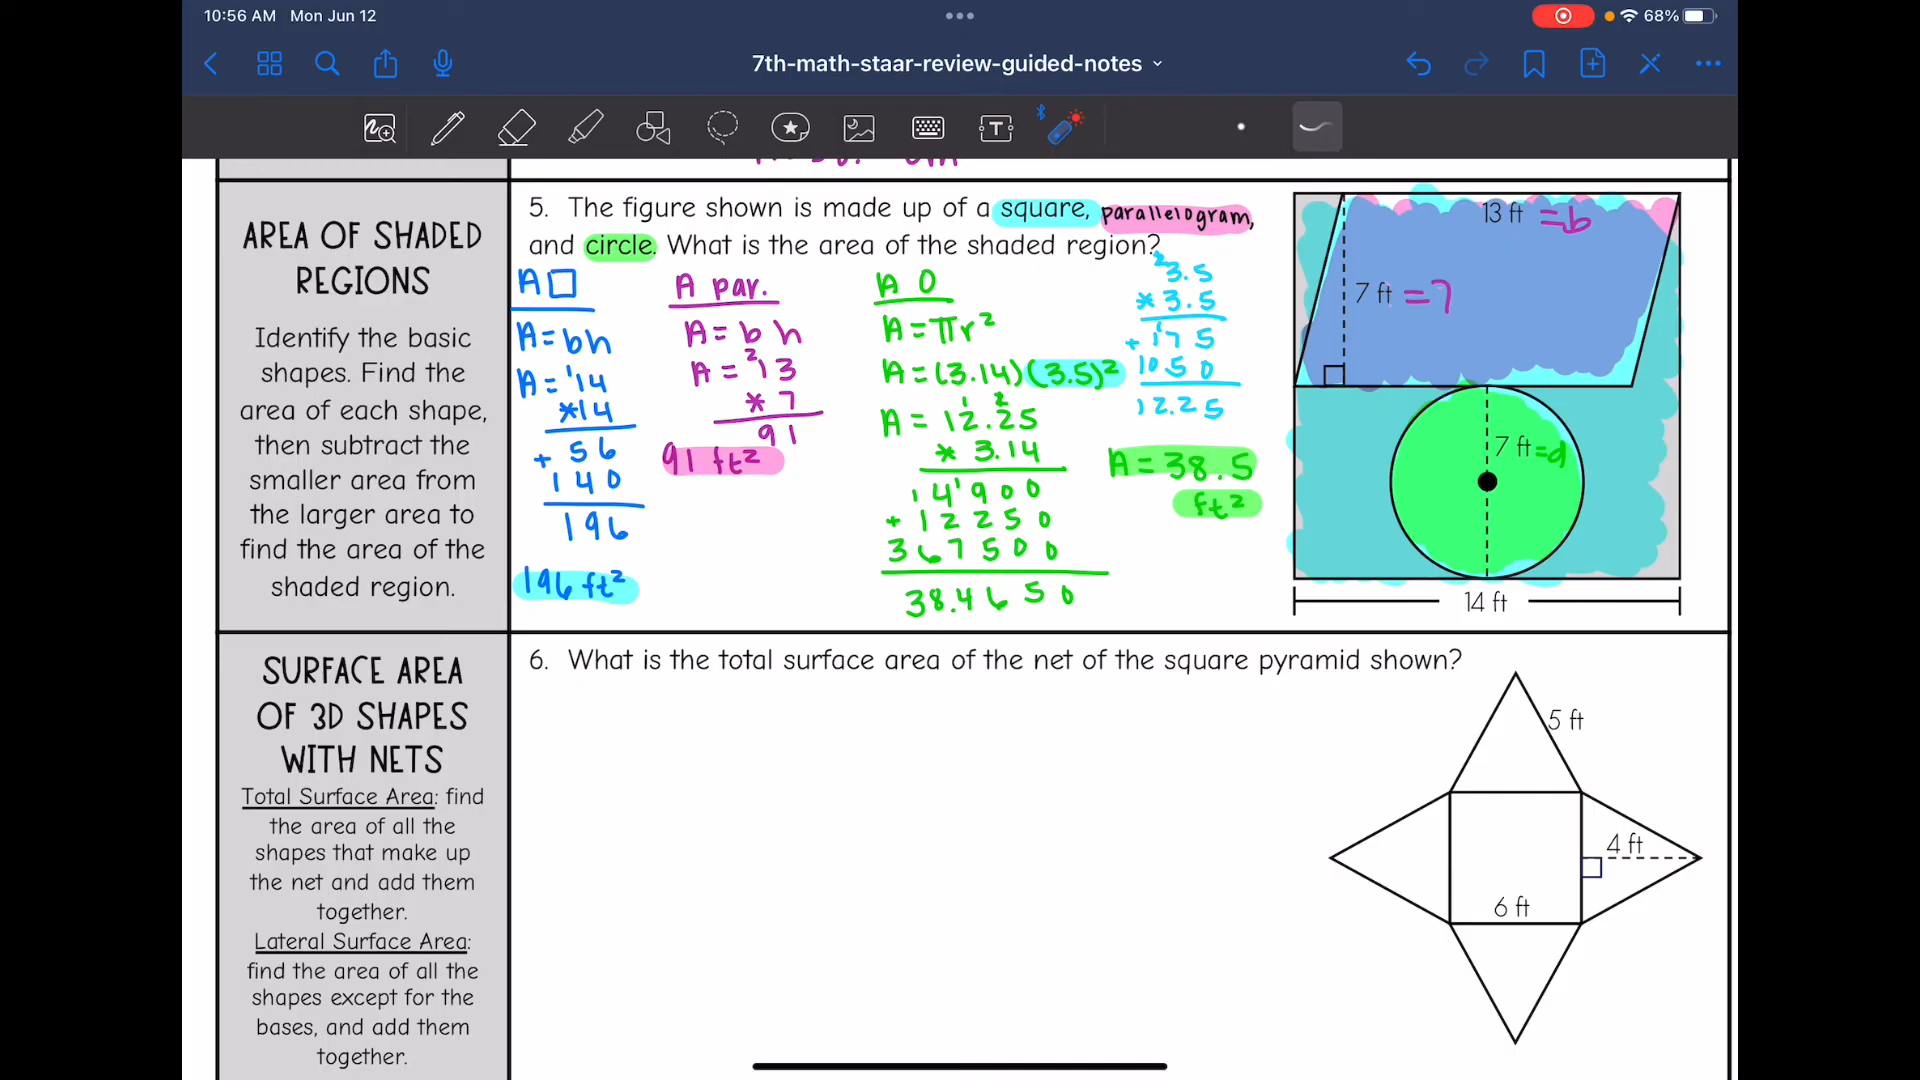 10:56 AM Mon Jun 12
68%
7th-math-staar-review-guided-notes
AREA OF SHADED
REGIONS
Identify the basic
shapes. Find the
area of each shape,
then subtract the
smaller area from
the larger area to
find the area of the
shaded region.
5. The figure shown is made up of a square, parallelogram,
and circle. What is the area of the shaded region?
A □
A = bh
A = 14
*14
+ 56
140
196
196 ft²
A par.
A = b h
A = 13
* 7
91
91 ft²
A O
A = πr²
A = (3.14)(3.5)²
A = 12.25
* 3.14
4900
+ 12250
367500
38.4650
3.5
* 3.5
+ 175
1050
12.25
A = 38.5
ft²
13 ft = b
7 ft = 7
7 ft = d
14 ft
SURFACE AREA
OF 3D SHAPES
WITH NETS
Total Surface Area: find
the area of all the
shapes that make up
the net and add them
together.
Lateral Surface Area:
find the area of all the
shapes except for the
bases, and add them
together.
6. What is the total surface area of the net of the square pyramid shown?
5 ft
4 ft
6 ft